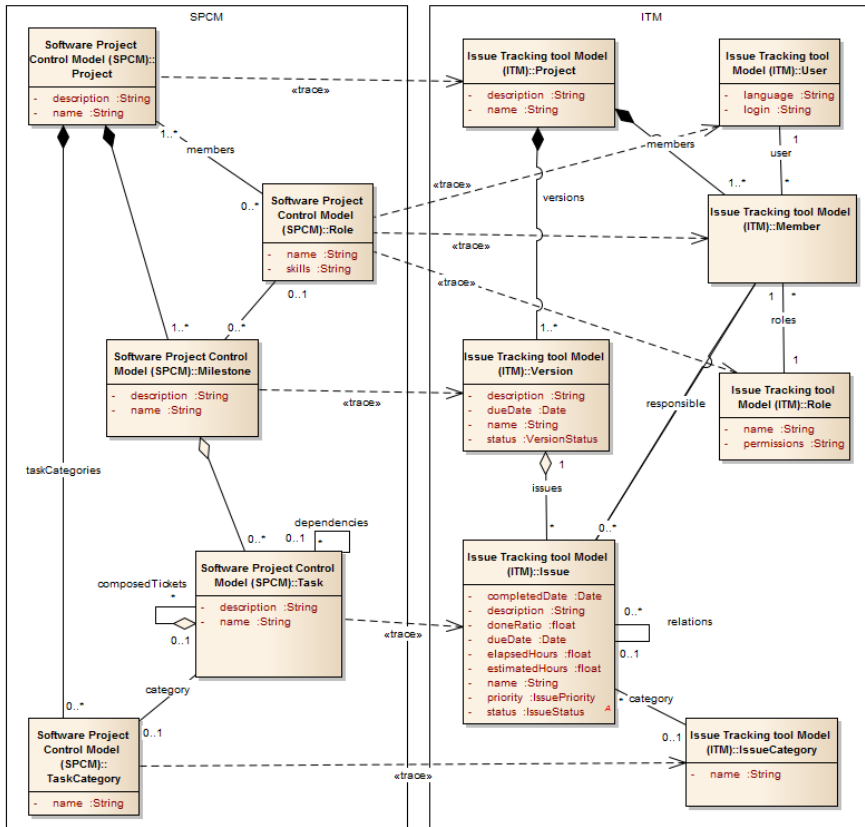 SPCM
Software Project
Control Model (SPCM)::
Project
- description :String
- name :String
1..*
members
0..*
Software Project
Control Model
(SPCM)::Role
- name :String
- skills :String
0..1
0..*
1..*
Software Project Control
Model (SPCM)::Milestone
- description :String
- name :String
taskCategories
0..*
dependencies
0..1
*
Software Project Control
Model (SPCM)::Task
- description :String
- name :String
composedTickets
*
0..1
category
0..*
0..1
Software Project
Control Model
(SPCM)::
TaskCategory
- name :String
«trace»
«trace»
«trace»
«trace»
«trace»
«trace»
«trace»
ITM
Issue Tracking tool Model
(ITM)::Project
- description :String
- name :String
Issue Tracking tool
Model (ITM)::User
- language :String
- login :String
1
user
*
members
1..*
versions
Issue Tracking tool Model
(ITM)::Member
1
*
roles
1
1..*
Issue Tracking tool Model
(ITM)::Version
- description :String
- dueDate :Date
- name :String
- status :VersionStatus
responsible
Issue Tracking tool
Model (ITM)::Role
- name :String
- permissions :String
1
issues
*
0..*
Issue Tracking tool Model
(ITM)::Issue
- completedDate :Date
- description :String
- doneRatio :float
- dueDate :Date
- elapsedHours :float
- estimatedHours :float
- name :String
- priority :IssuePriority
- status :IssueStatus
A
0..*
relations
0..1
category
*
0..1
Issue Tracking tool Model
(ITM)::IssueCategory
- name :String